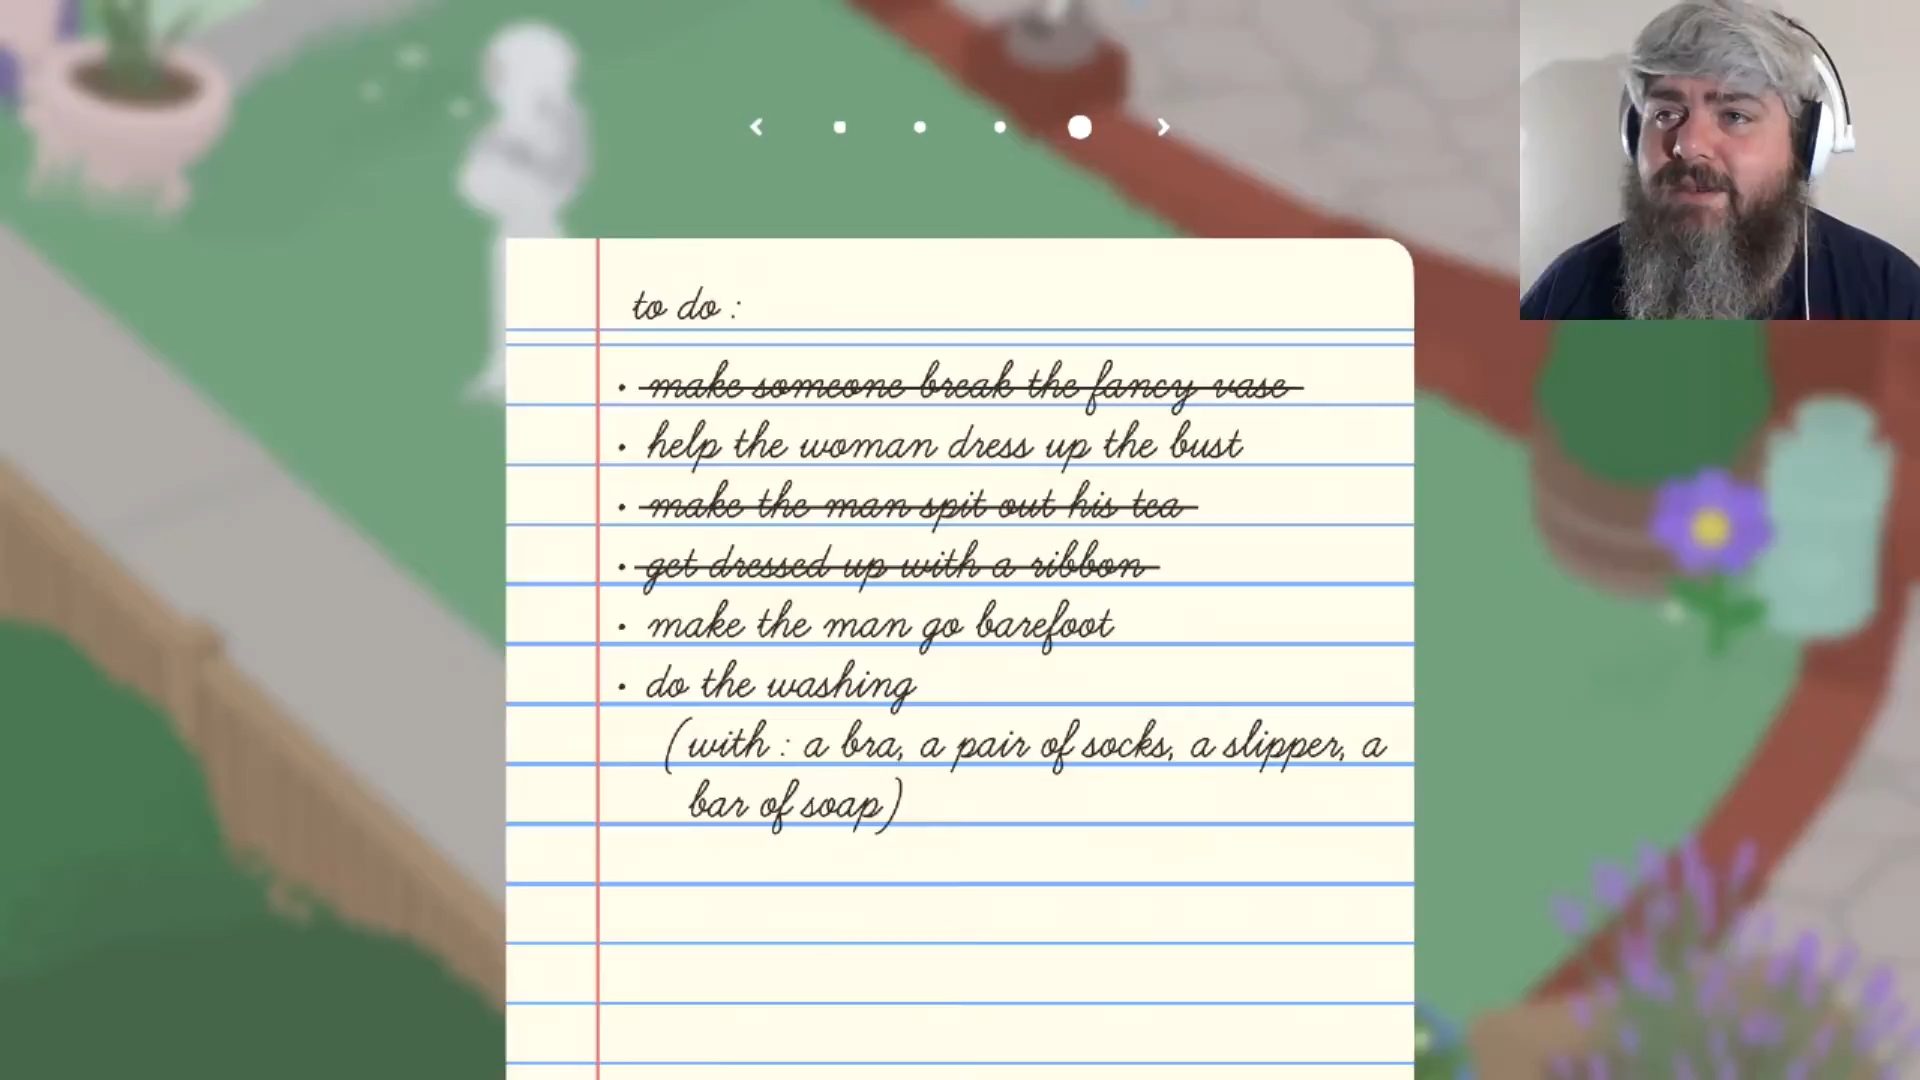 to do :
• make someone break the fancy vase
• help the woman dress up the bust
• make the man spit out his tea
• get dressed up with a ribbon
• make the man go barefoot
• do the washing
(with : a bra, a pair of socks, a slipper, a
bar of soap)